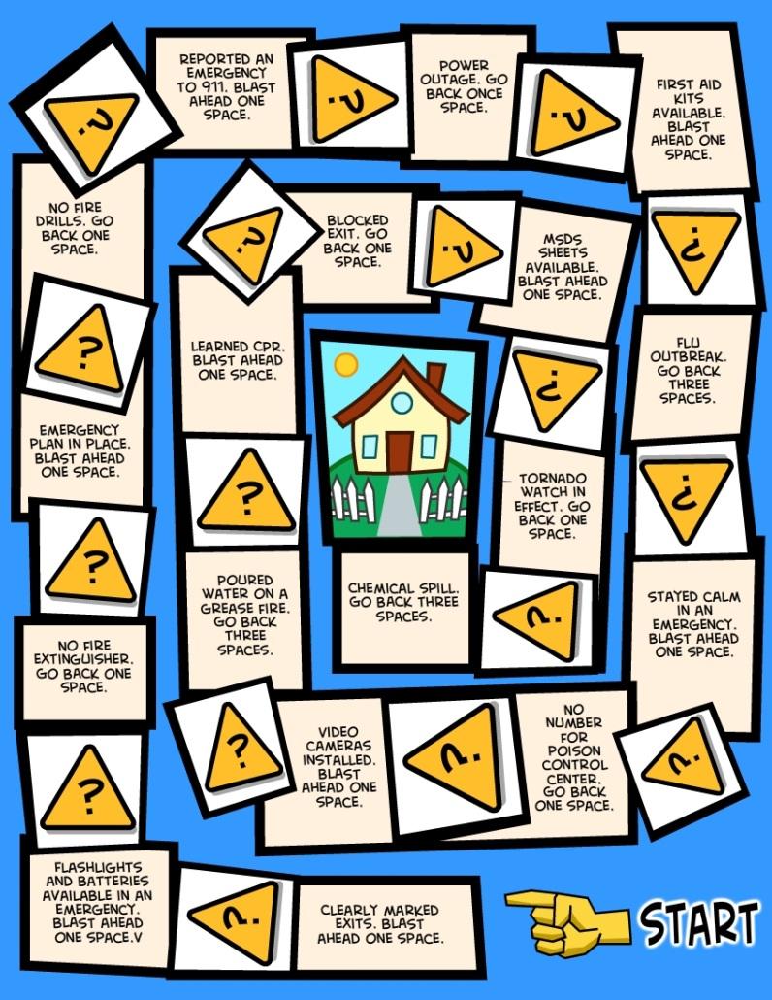 REPORTED AN
EMERGENCY
TO 911. BLAST
AHEAD ONE
SPACE.
POWER
OUTAGE. GO
BACK ONCE
SPACE.
FIRST AID
KITS
AVAILABLE.
BLAST
AHEAD ONE
SPACE.
NO FIRE
DRILLS. GO
BACK ONE
SPACE.
BLOCKED
EXIT. GO
BACK ONE
SPACE.
MSDS
SHEETS
AVAILABLE.
BLAST AHEAD
ONE SPACE.
LEARNED CPR.
BLAST AHEAD
ONE SPACE.
FLU
OUTBREAK.
GO BACK
THREE
SPACES.
EMERGENCY
PLAN IN PLACE.
BLAST AHEAD
ONE SPACE.
TORNADO
WATCH IN
EFFECT. GO
BACK ONE
SPACE.
POURED
WATER ON A
GREASE FIRE.
GO BACK
THREE
SPACES.
CHEMICAL SPILL.
GO BACK THREE
SPACES.
STAYED CALM
IN AN
EMERGENCY.
BLAST AHEAD
ONE SPACE.
NO FIRE
EXTINGUISHER.
GO BACK ONE
SPACE.
VIDEO
CAMERAS
INSTALLED.
BLAST
AHEAD ONE
SPACE.
NO
NUMBER
FOR
POISON
CONTROL
CENTER.
GO BACK
ONE SPACE.
FLASHLIGHTS
AND BATTERIES
AVAILABLE IN AN
EMERGENCY.
BLAST AHEAD
ONE SPACE.V
CLEARLY MARKED
EXITS. BLAST
AHEAD ONE SPACE.
START